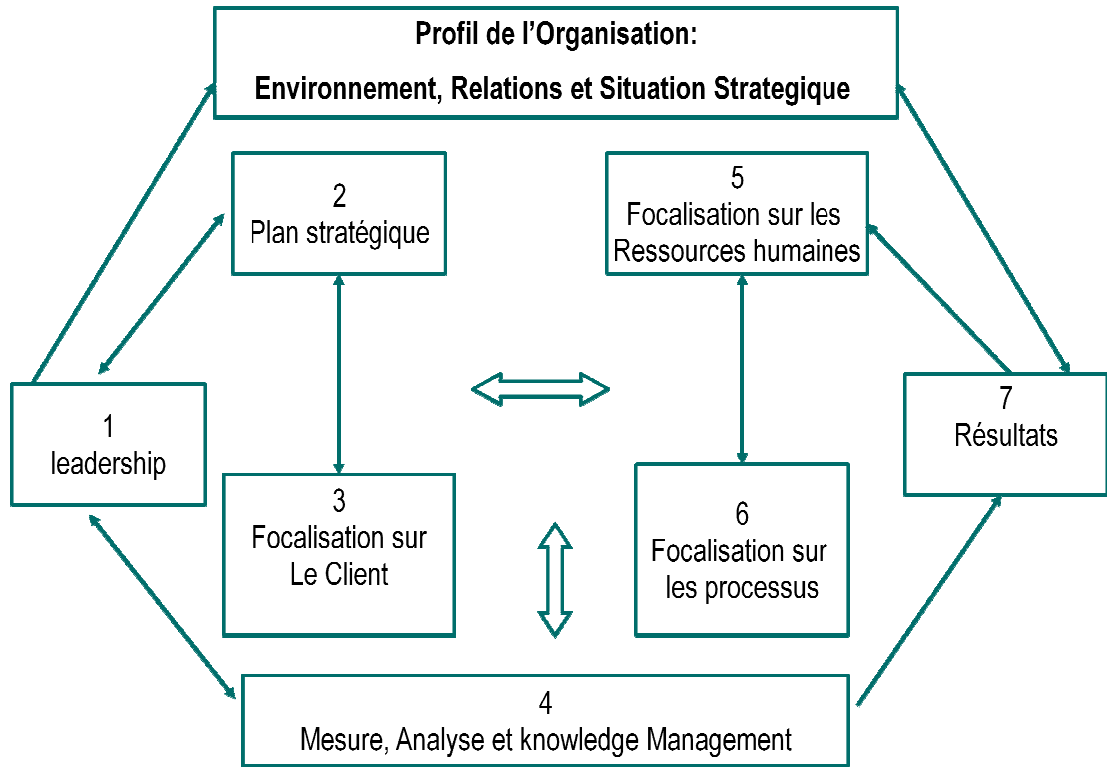 Profil de l'Organisation:
Environnement, Relations et Situation Strategique
2
Plan stratégique
5
Focalisation sur les
Ressources humaines
1
leadership
7
Résultats
3
Focalisation sur
Le Client
6
Focalisation sur
les processus
4
Mesure, Analyse et knowledge Management